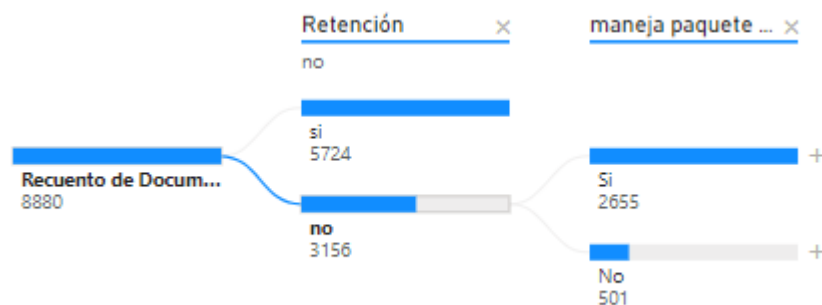 Retención
maneja paquete ...
no
si
5724
Recuento de Docum...
8880
no
3156
Si
2655
No
501